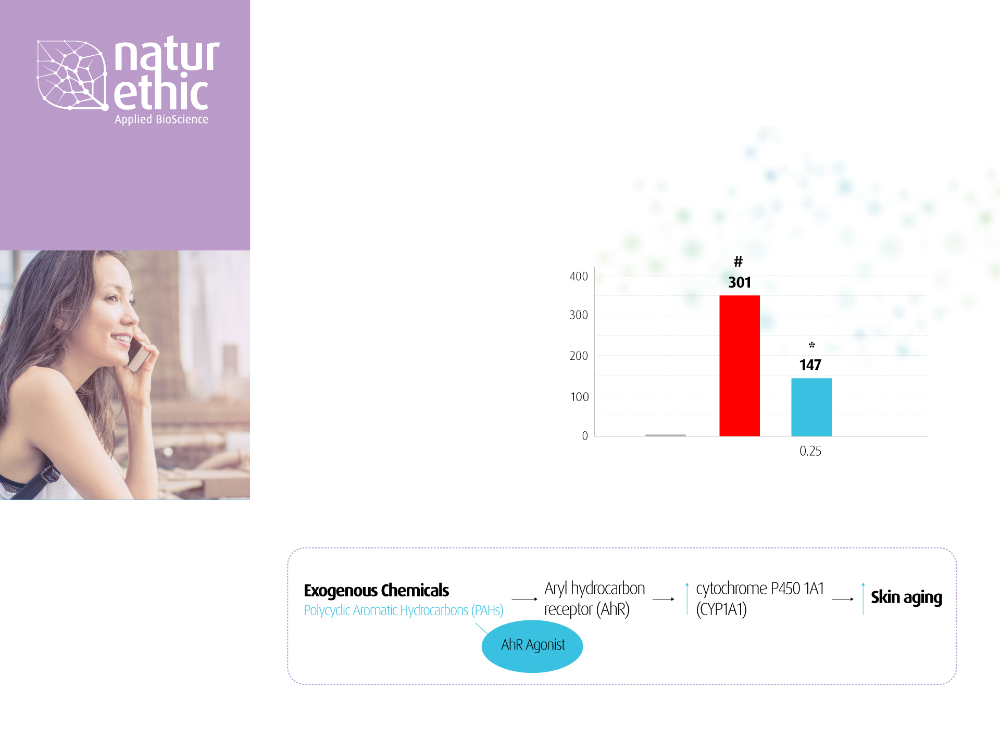 natur
ethic
Applied BioScience
#
400
301
300
*
200
147
100
0
0.25
Exogenous Chemicals
Polycyclic Aromatic Hydrocarbons (PAHs)
Aryl hydrocarbon
receptor (AhR)
cytochrome P450 1A1
(CYP1A1)
Skin aging
AhR Agonist